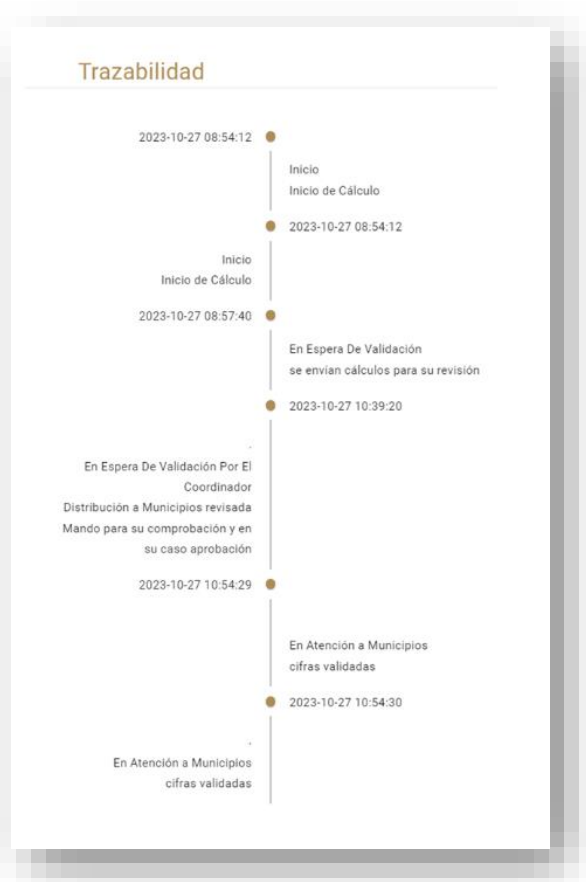 Trazabilidad
2023-10-27 08:54:12
Inicio
Inicio de Cálculo
2023-10-27 08:54:12
Inicio
Inicio de Cálculo
2023-10-27 08:57:40
En Espera De Validación
se envían cálculos para su revisión
2023-10-27 10:39:20
.
En Espera De Validación Por El
Coordinador
Distribución a Municipios revisada
Mando para su comprobación y en
su caso aprobación
2023-10-27 10:54:29
En Atención a Municipios
cifras validadas
2023-10-27 10:54:30
.
En Atención a Municipios
cifras validadas